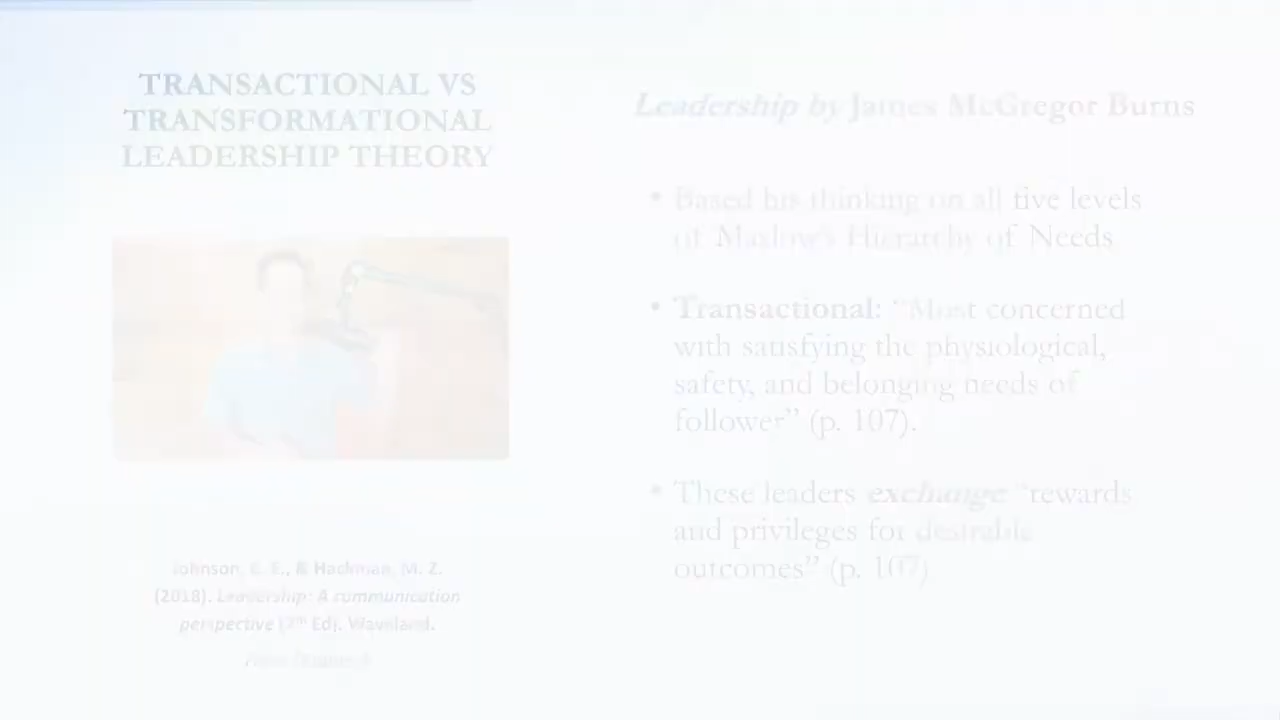 TRANSACTIONAL VS
TRANSFORMATIONAL
LEADERSHIP THEORY
Johnson, C. E., & Hackman, M. Z.
(2018). Leadership: A communication
perspective (7th Ed). Waveland.
Leadership by James McGregor Burns
• Based his thinking on all five levels
of Maslow's Hierarchy of Needs
• Transactional: “Most concerned
with satisfying the physiological,
safety, and belonging needs of
follower” (p. 107).
• These leaders exchange “rewards
and privileges for desirable
outcomes” (p. 107)